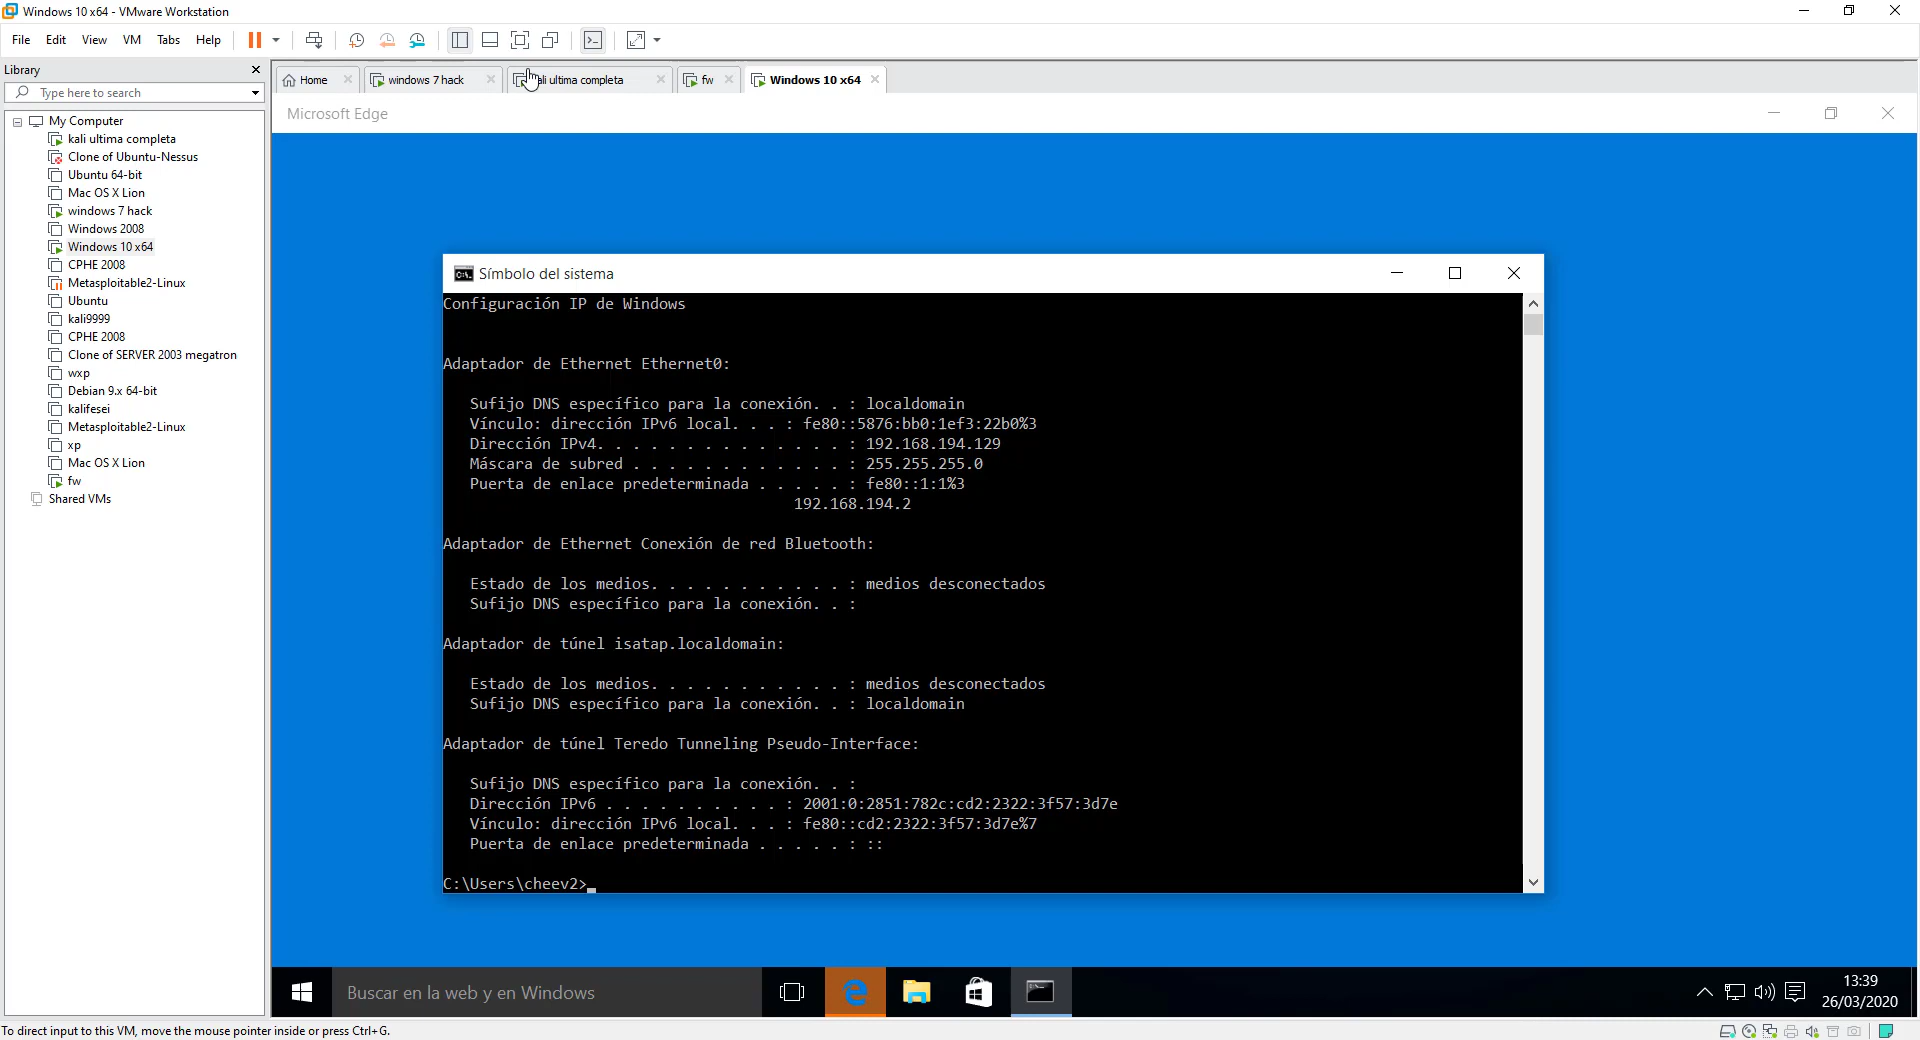 Windows 10 x64 - VMware Workstation
File Edit View VM Tabs Help
Library
Type here to search
My Computer
kali ultima completa
Clone of Ubuntu-Nessus
Ubuntu 64-bit
Mac OS X Lion
windows 7 hack
Windows 2008
Windows 10 x64
CPHE 2008
Metasploitable2-Linux
Ubuntu
kali9999
CPHE 2008
Clone of SERVER 2003 megatron
wxp
Debian 9.x 64-bit
kalifesei
Metasploitable2-Linux
xp
Mac OS X Lion
fw
Shared VMs
Home windows 7 hack ali ultima completa fw Windows 10 x64
Microsoft Edge
Símbolo del sistema
Configuración IP de Windows
Adaptador de Ethernet Ethernet0:
Sufijo DNS específico para la conexión. . : localdomain
Vínculo: dirección IPv6 local. . . : fe80::5876:bb0:1ef3:22b0%3
Dirección IPv4. . . . . . . . . . . . . . : 192.168.194.129
Máscara de subred . . . . . . . . . . . . : 255.255.255.0
Puerta de enlace predeterminada . . . . . : fe80::1:1%3
192.168.194.2
Adaptador de Ethernet Conexión de red Bluetooth:
Estado de los medios. . . . . . . . . . . : medios desconectados
Sufijo DNS específico para la conexión. . :
Adaptador de túnel isatap.localdomain:
Estado de los medios. . . . . . . . . . . : medios desconectados
Sufijo DNS específico para la conexión. . : localdomain
Adaptador de túnel Teredo Tunneling Pseudo-Interface:
Sufijo DNS específico para la conexión. . :
Dirección IPv6 . . . . . . . . . . : 2001:0:2851:782c:cd2:2322:3f57:3d7e
Vínculo: dirección IPv6 local. . . : fe80::cd2:2322:3f57:3d7e%7
Puerta de enlace predeterminada . . . . . : ::
C:\Users\cheev2>_
Buscar en la web y en Windows
13:39
26/03/2020
To direct input to this VM, move the mouse pointer inside or press Ctrl+G.